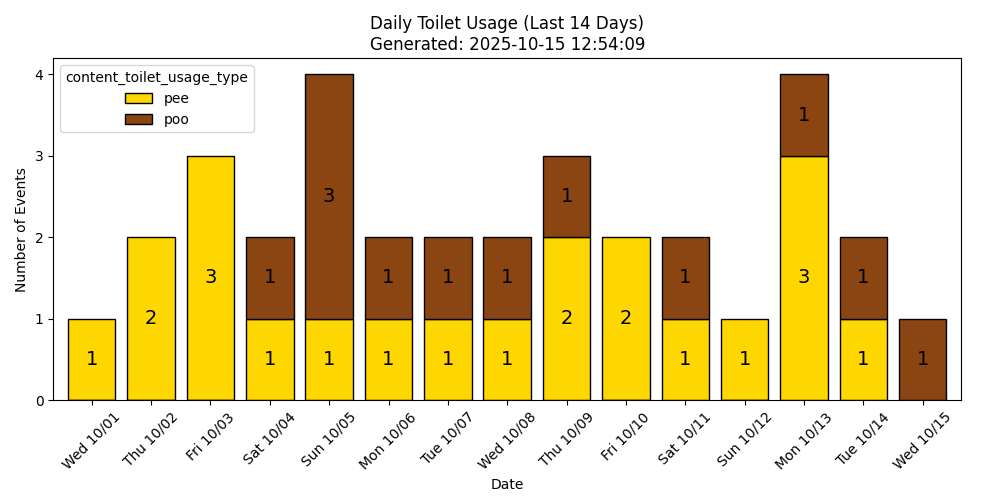 Daily Toilet Usage (Last 14 Days)
Generated: 2025-10-15 12:54:09
content_toilet_usage_type
pee
poo
Number of Events
4
3
2
1
0
1
2
3
1
1
3
1
1
1
1
1
1
1
1
2
2
1
1
1
1
3
1
1
1
Wed 10/01
Thu 10/02
Fri 10/03
Sat 10/04
Sun 10/05
Mon 10/06
Tue 10/07
Wed 10/08
Thu 10/09
Fri 10/10
Sat 10/11
Sun 10/12
Mon 10/13
Tue 10/14
Wed 10/15
Date